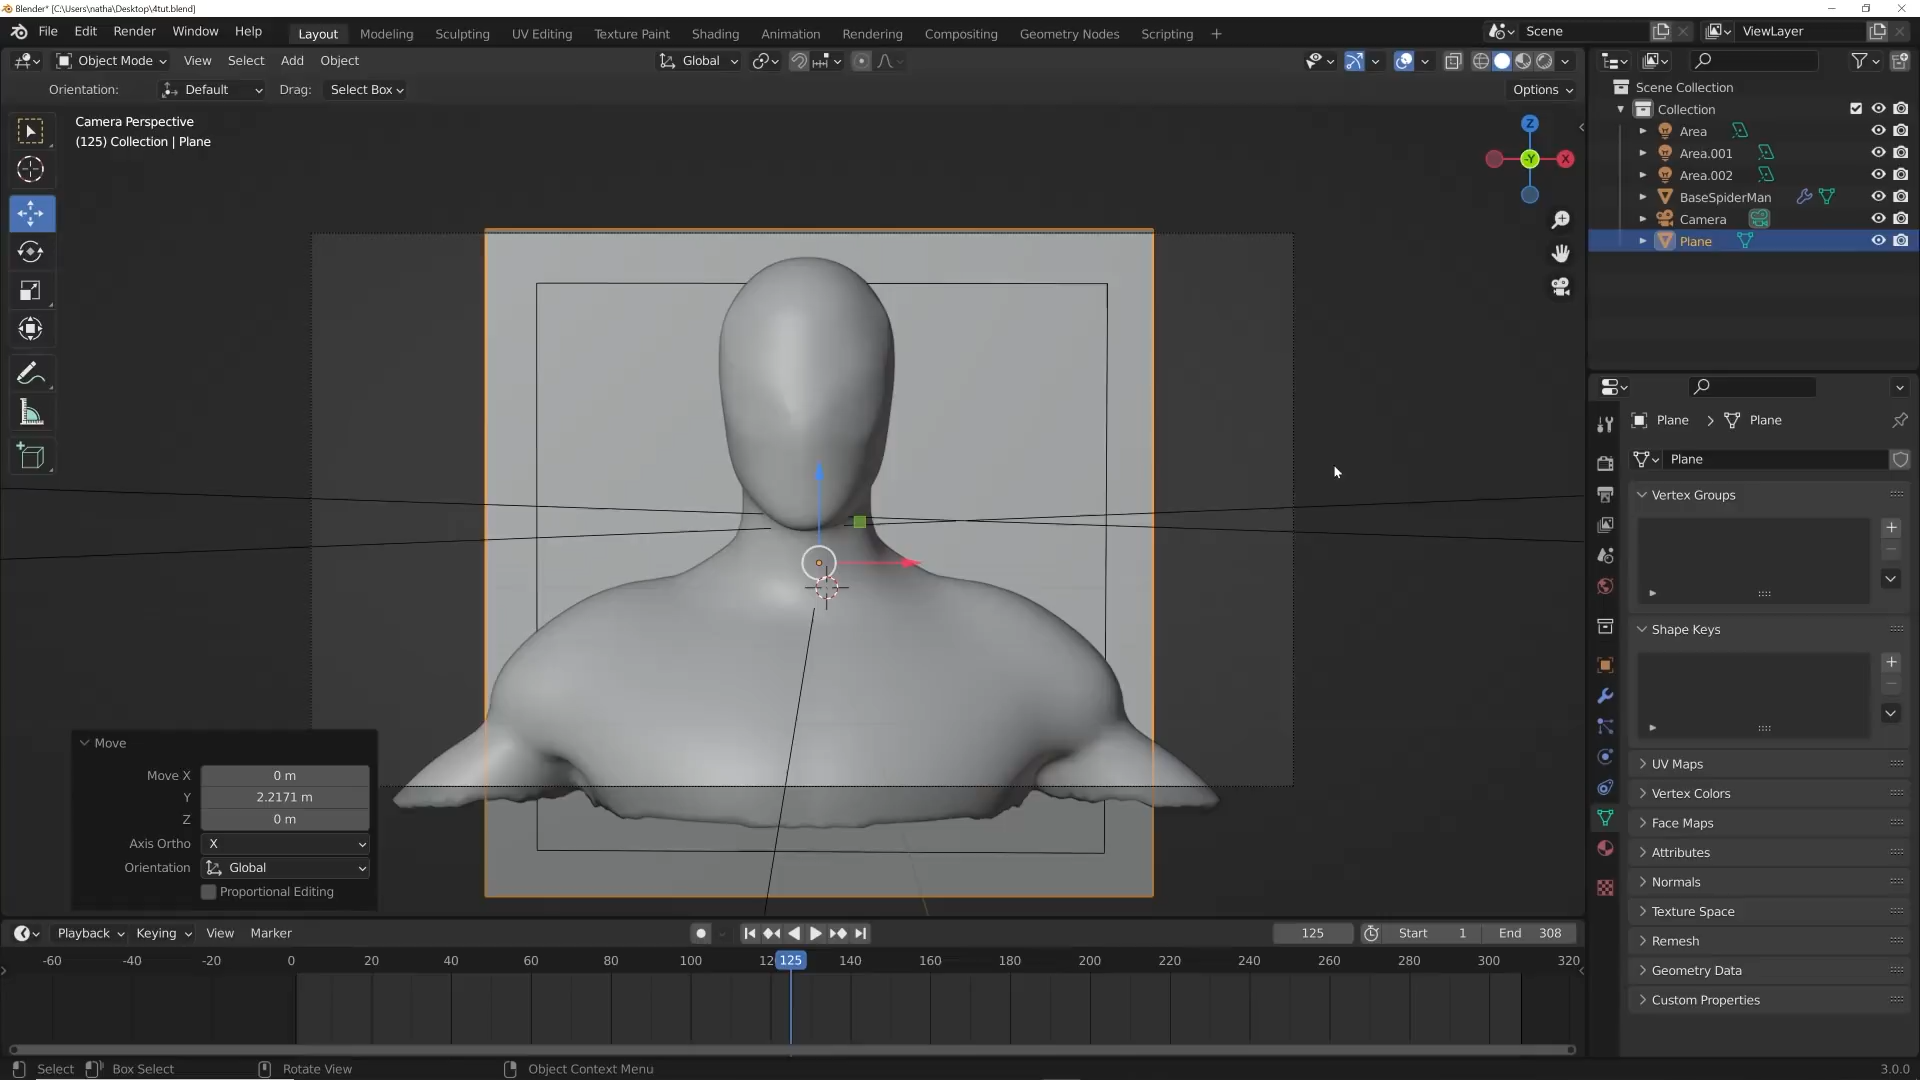 Blender* [C:\Users\natha\Desktop\4tut.blend]
File Edit Render Window Help Layout Modeling Sculpting UV Editing Texture Paint Shading Animation Rendering Compositing Geometry Nodes Scripting + Scene ViewLayer
Object Mode View Select Add Object Global
Orientation: Default Drag: Select Box Options
Camera Perspective
(125) Collection | Plane
Z
-Y
X
Scene Collection
Collection
Area
Area.001
Area.002
BaseSpiderMan
Camera
Plane
Plane > Plane
Plane
Vertex Groups
Shape Keys
UV Maps
Vertex Colors
Face Maps
Attributes
Normals
Texture Space
Remesh
Geometry Data
Custom Properties
Move
Move X 0 m
Y 2.2171 m
Z 0 m
Axis Ortho X
Orientation Global
Proportional Editing
Playback Keying View Marker 125 Start 1 End 308
-60 -40 -20 0 20 40 60 80 100 12 125 140 160 180 200 220 240 260 280 300 320
Select Box Select Rotate View Object Context Menu 3.0.0